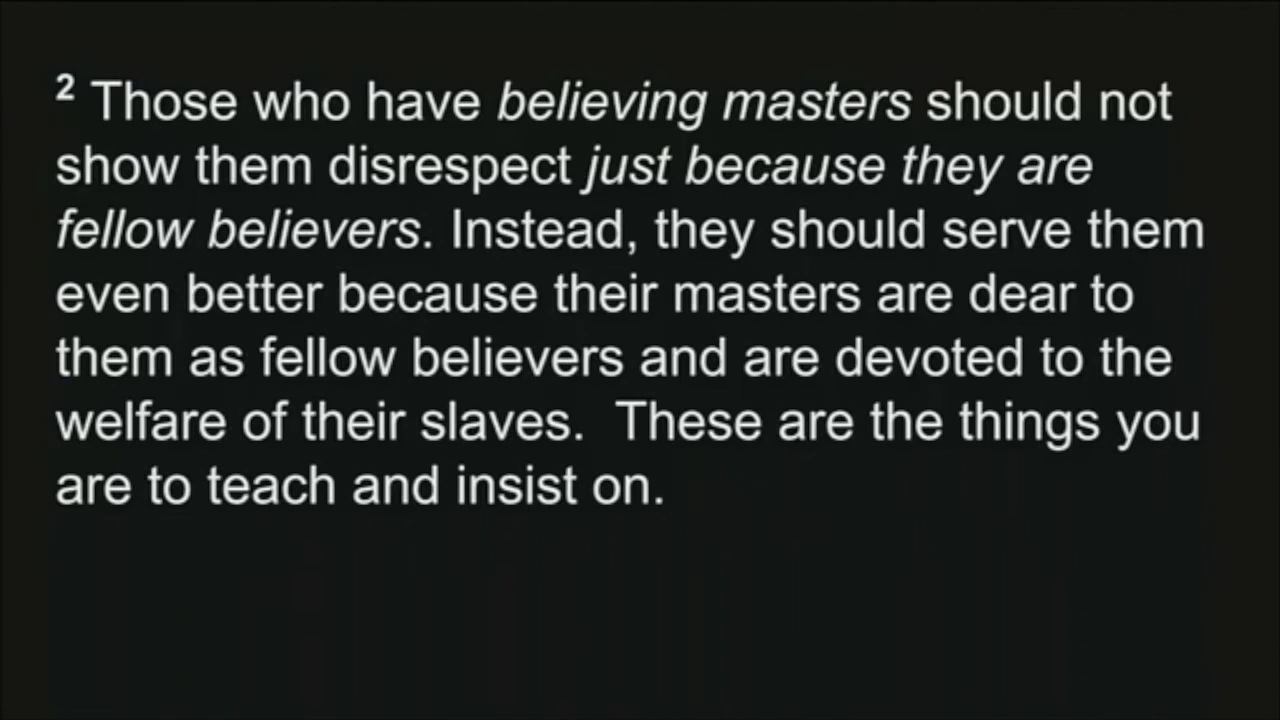 2 Those who have believing masters should not
show them disrespect just because they are
fellow believers. Instead, they should serve them
even better because their masters are dear to
them as fellow believers and are devoted to the
welfare of their slaves.  These are the things you
are to teach and insist on.